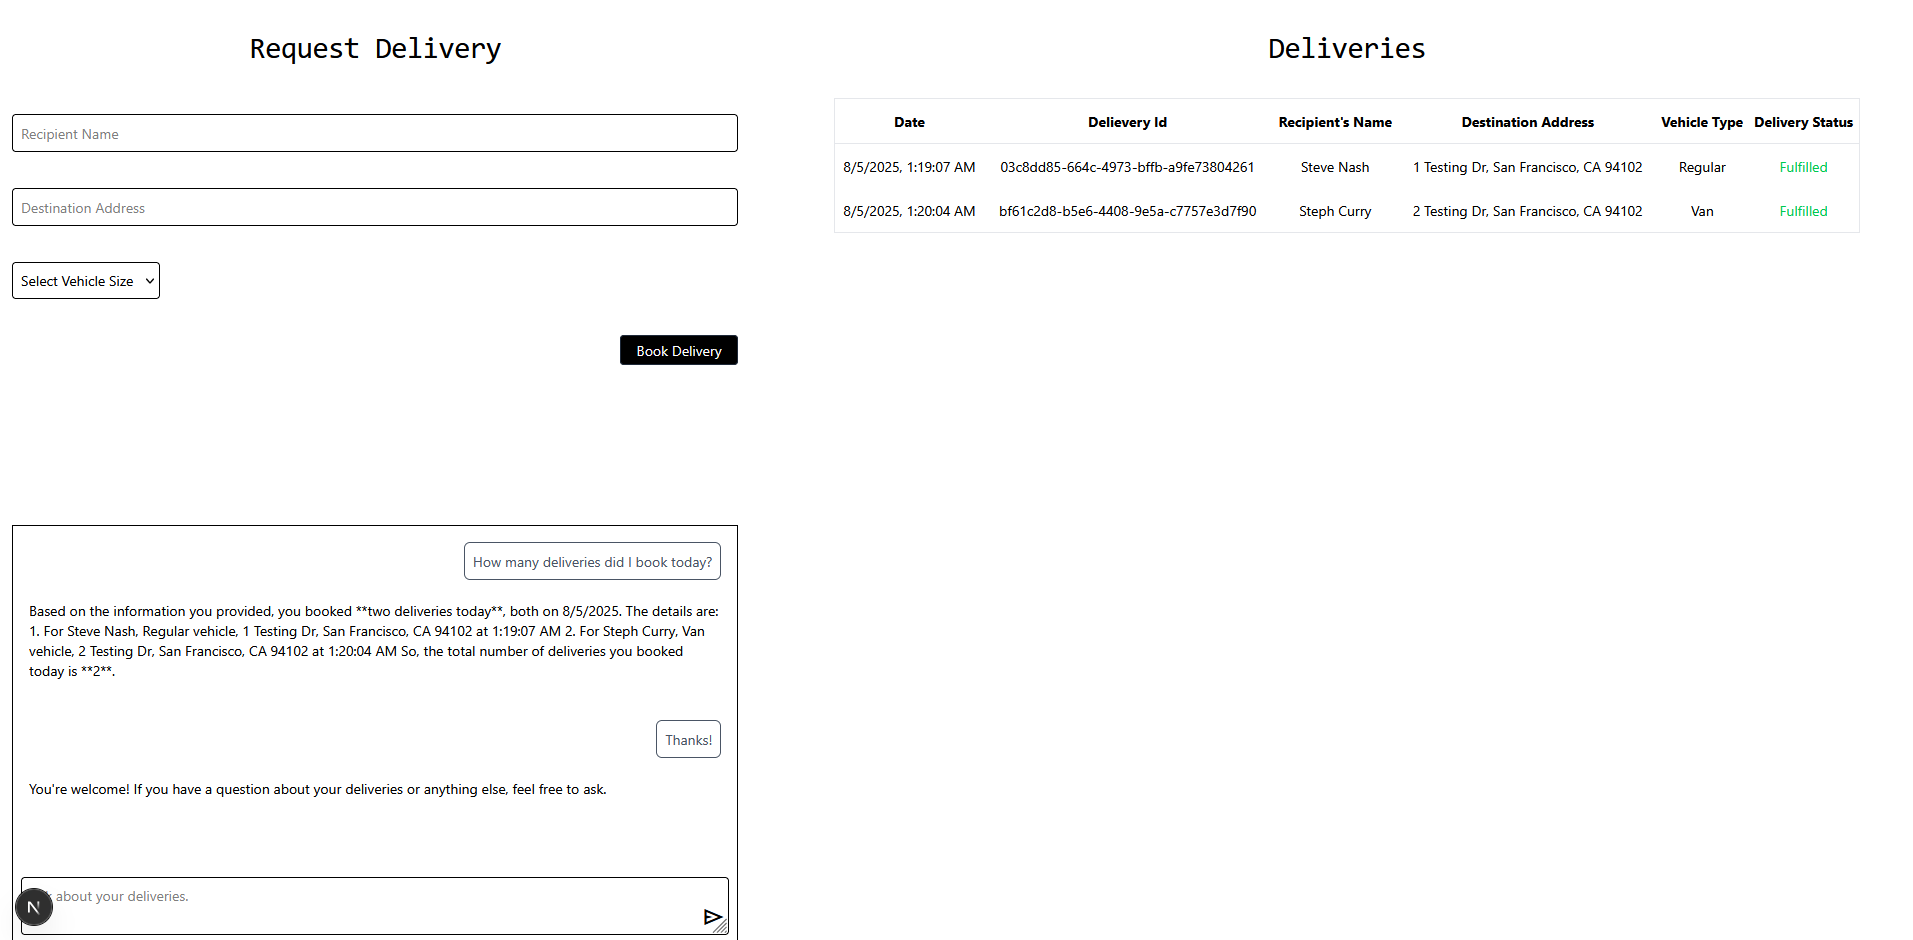 Request Delivery
Recipient Name
Destination Address
Select Vehicle Size
Book Delivery
Deliveries
Date Delievery Id Recipient's Name Destination Address Vehicle Type Delivery Status
8/5/2025, 1:19:07 AM 03c8dd85-664c-4973-bffb-a9fe73804261 Steve Nash 1 Testing Dr, San Francisco, CA 94102 Regular Fulfilled
8/5/2025, 1:20:04 AM bf61c2d8-b5e6-4408-9e5a-c7757e3d7f90 Steph Curry 2 Testing Dr, San Francisco, CA 94102 Van Fulfilled
How many deliveries did I book today?
Based on the information you provided, you booked **two deliveries today**, both on 8/5/2025. The details are:
1. For Steve Nash, Regular vehicle, 1 Testing Dr, San Francisco, CA 94102 at 1:19:07 AM 2. For Steph Curry, Van
vehicle, 2 Testing Dr, San Francisco, CA 94102 at 1:20:04 AM So, the total number of deliveries you booked
today is **2**.
Thanks!
You're welcome! If you have a question about your deliveries or anything else, feel free to ask.
about your deliveries.
N